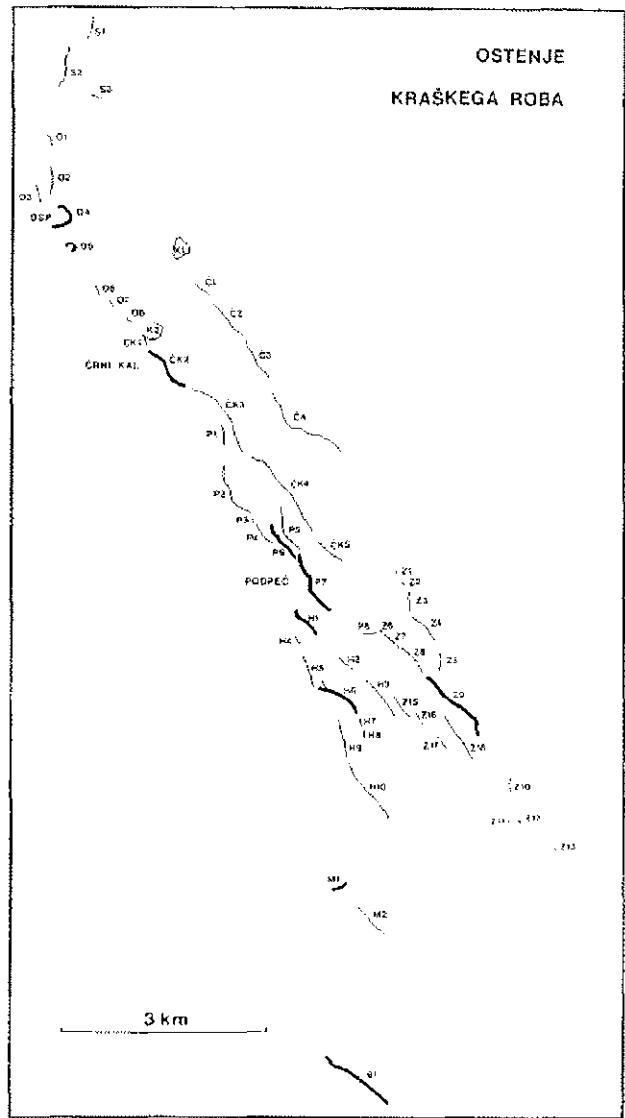 OSTENJE
KRAŠKEGA ROBA
S1
S2
S3
O1
O2
O3
OSP
O4
O5
KL1
O6
O7
O8
K2
ČK1
ČRNI KAL
ČK2
Č1
Č2
Č3
Č4
ČK3
P1
ČK4
P2
P3
P4
P5
P6
ČK5
PODPEČ
P7
Z1
Z2
Z3
Z4
H1
P8
Z6
Z7
Z8
Z5
H4
H2
H5
H6
H3
Z9
Z15
Z16
H7
H8
H9
Z17
Z18
H10
Z10
Z11
Z12
Z13
M1
M2
3 km